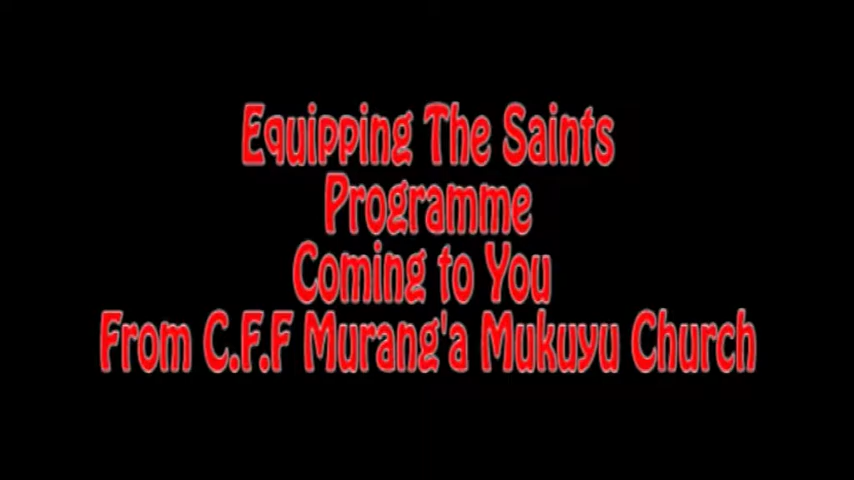 Equipping The Saints
Programme
Coming to You
From C.F.F Murang'a Mukuyu Church